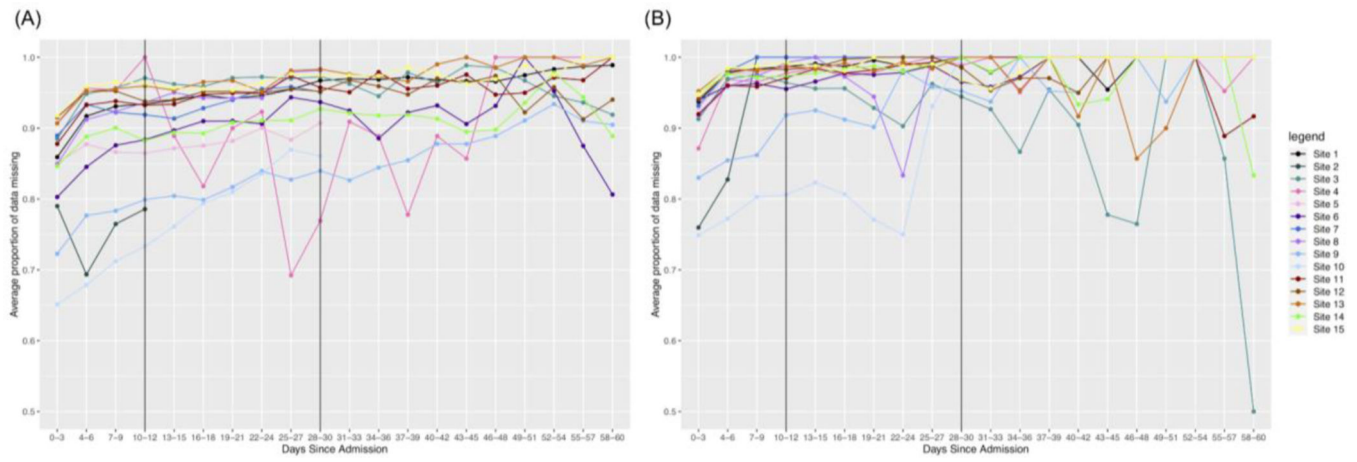 (A)
(B)
Average proportion of data missing
1.0
0.9
0.8
0.7
0.6
0.5
0–3 4–6 7–9 10–12 13–15 16–18 19–21 22–24 25–27 28–30 31–33 34–36 37–39 40–42 43–45 46–48 49–51 52–54 55–57 58–60
Days Since Admission
Average proportion of data missing
1.0
0.9
0.8
0.7
0.6
0.5
0–3 4–6 7–9 10–12 13–15 16–18 19–21 22–24 25–27 28–30 31–33 34–36 37–39 40–42 43–45 46–48 49–51 52–54 55–57 58–60
Days Since Admission
legend
Site 1
Site 2
Site 3
Site 4
Site 5
Site 6
Site 7
Site 8
Site 9
Site 10
Site 11
Site 12
Site 13
Site 14
Site 15